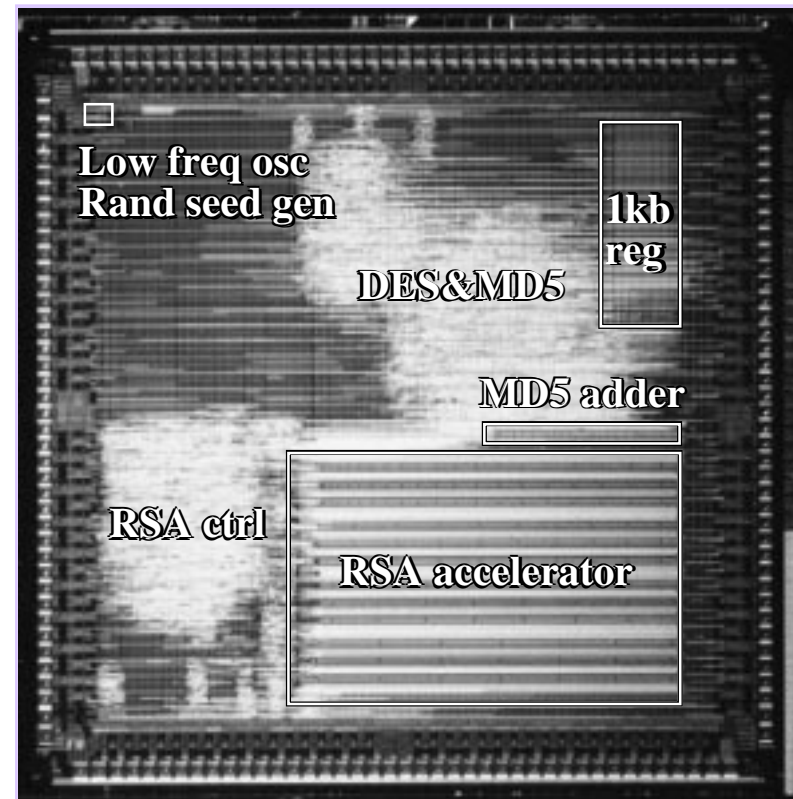 Low freq osc
Rand seed gen
1kb
reg
DES&MD5
MD5 adder
RSA ctrl
RSA accelerator